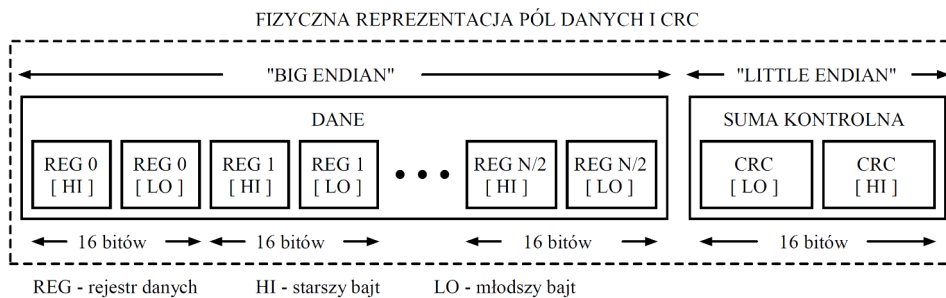 FIZYCZNA REPREZENTACJA PÓL DANYCH I CRC
"BIG ENDIAN" "LITTLE ENDIAN"
DANE SUMA KONTROLNA
REG 0 REG 0 REG 1 REG 1 REG N/2 REG N/2 CRC CRC
[ HI ] [ LO ] [ HI ] [ LO ] [ HI ] [ LO ] [ LO ] [ HI ]
16 bitów 16 bitów 16 bitów 16 bitów
REG - rejestr danych HI - starszy bajt LO - młodszy bajt